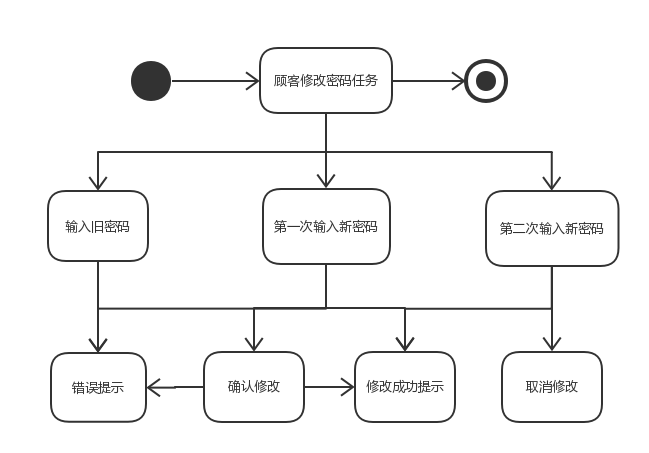 顾客修改密码任务
输入旧密码
第一次输入新密码
第二次输入新密码
错误提示
确认修改
修改成功提示
取消修改